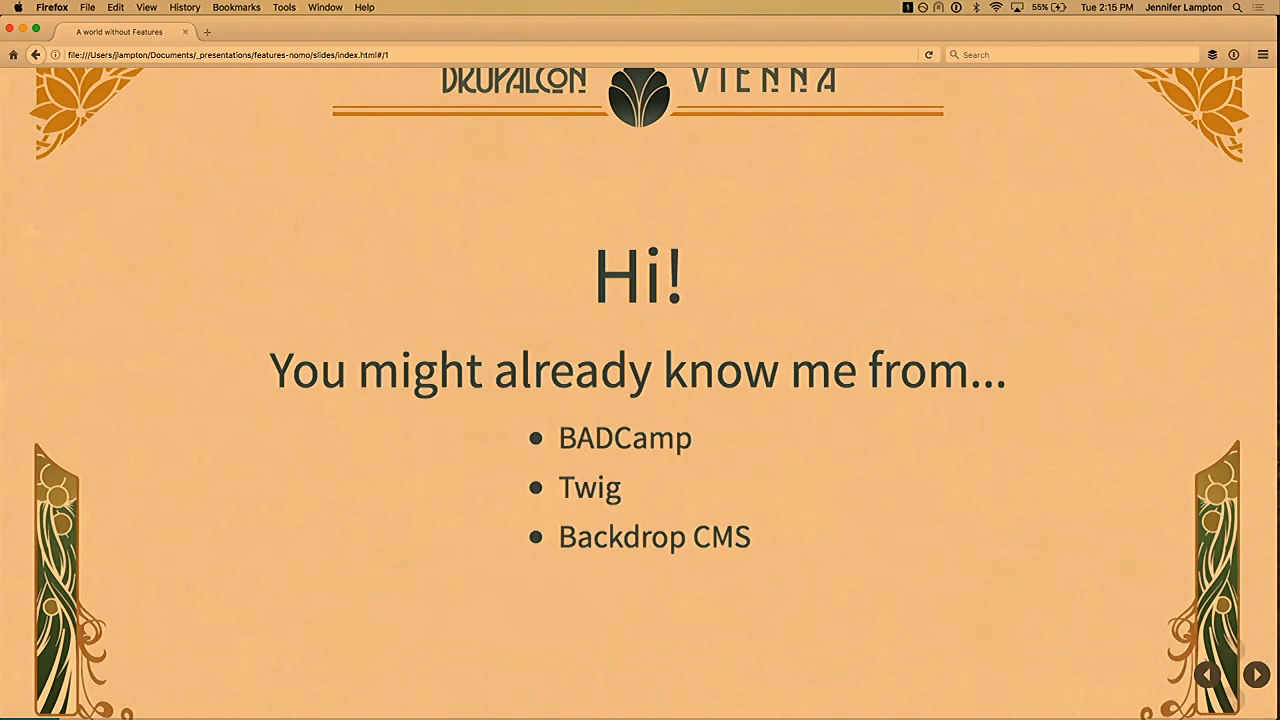 Firefox File Edit View History Bookmarks Tools Window Help 1 55% Tue 2:15 PM Jennifer Lampton
A world without Features
file:///Users/jlampton/Documents/_presentations/features-nomo/slides/index.html#/1 Search
DRUPALCON VIENNA
Hi!
You might already know me from...
• BADCamp
• Twig
• Backdrop CMS